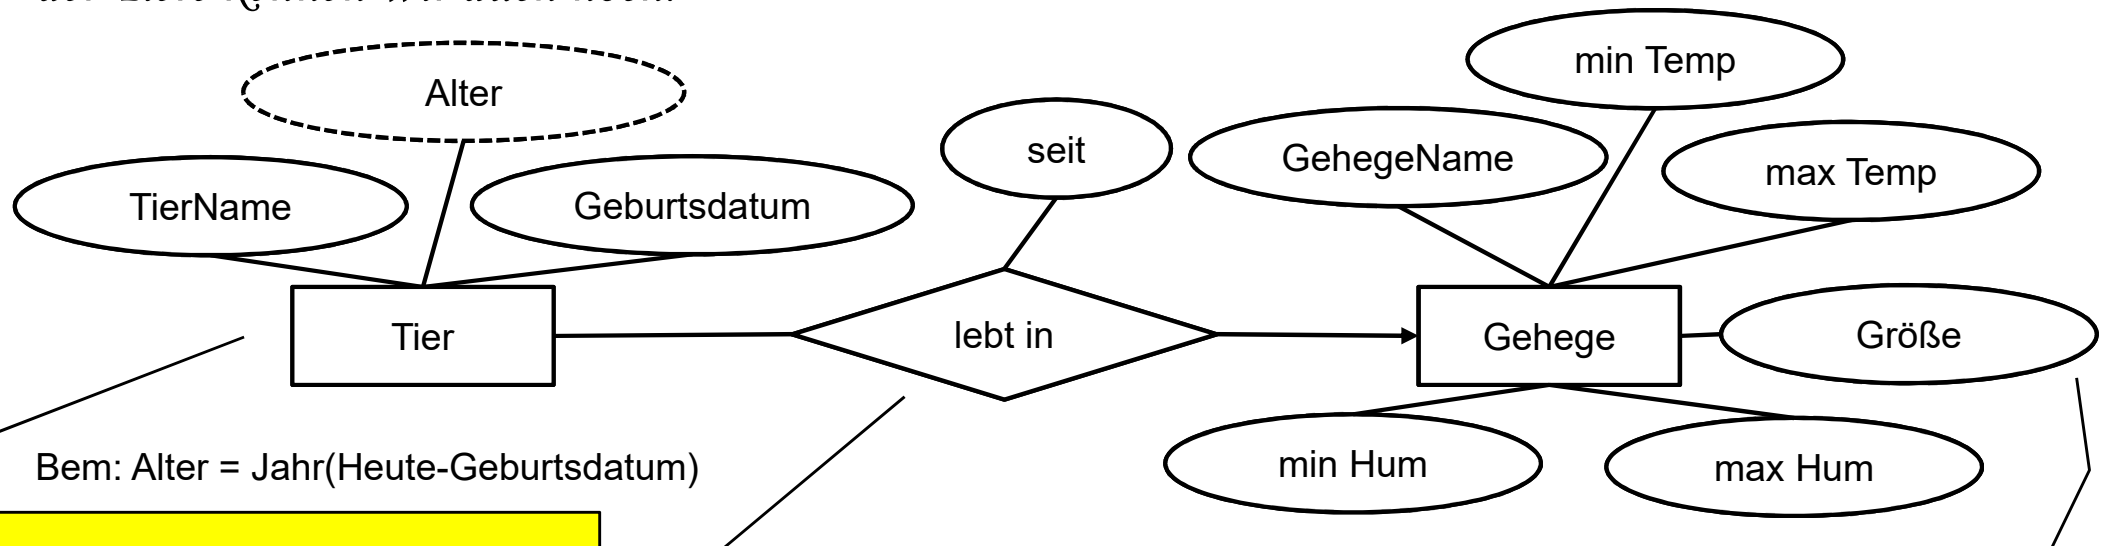 min Temp
Alter
seit
GehegeName
max Temp
TierName
Geburtsdatum
Tier
lebt in
Gehege
Größe
min Hum
max Hum
Bem: Alter = Jahr(Heute-Geburtsdatum)